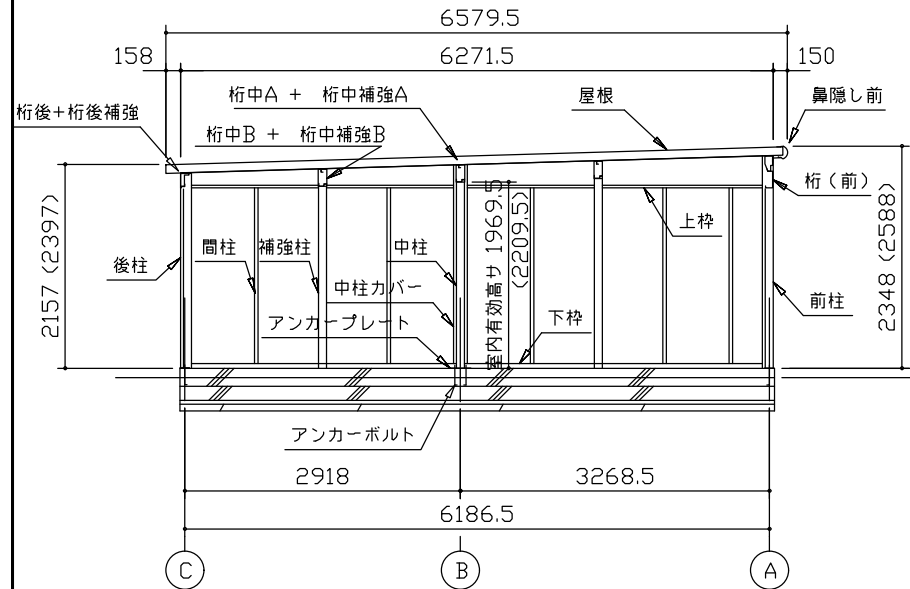 6579.5
158
6271.5
150
桁中A + 桁中補強A
屋根
鼻隠し前
桁後+桁後補強
桁中B + 桁中補強B
桁(前)
上枠
2157 (2397)
後柱
間柱
補強柱
中柱
室内有効高サ 1969.5
(2209.5)
2348 (2588)
中柱カバー
前柱
アンカープレート
下枠
アンカーボルト
2918
3268.5
6186.5
C
B
A